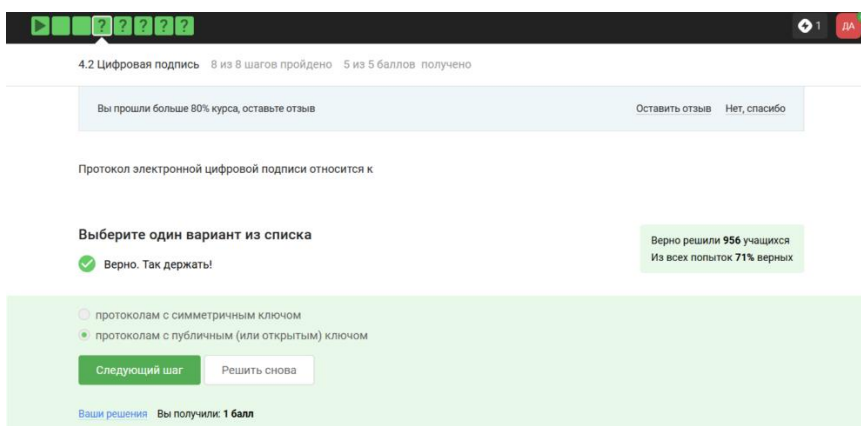 ? ? ? ? ?
1 ДА
4.2 Цифровая подпись 8 из 8 шагов пройдено 5 из 5 баллов получено
Вы прошли больше 80% курса, оставьте отзыв Оставить отзыв Нет, спасибо
Протокол электронной цифровой подписи относится к
Выберите один вариант из списка
Верно решили 956 учащихся
Верно. Так держать!
Из всех попыток 71% верных
протоколам с симметричным ключом
протоколам с публичным (или открытым) ключом
Следующий шаг Решить снова
Ваши решения Вы получили: 1 балл